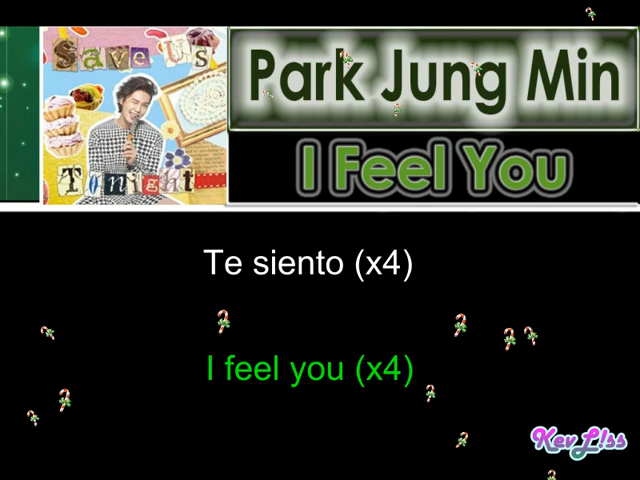 Save Us
Tonight
Park Jung Min
I Feel You
Te siento (x4)
I feel you (x4)
KevL!ss